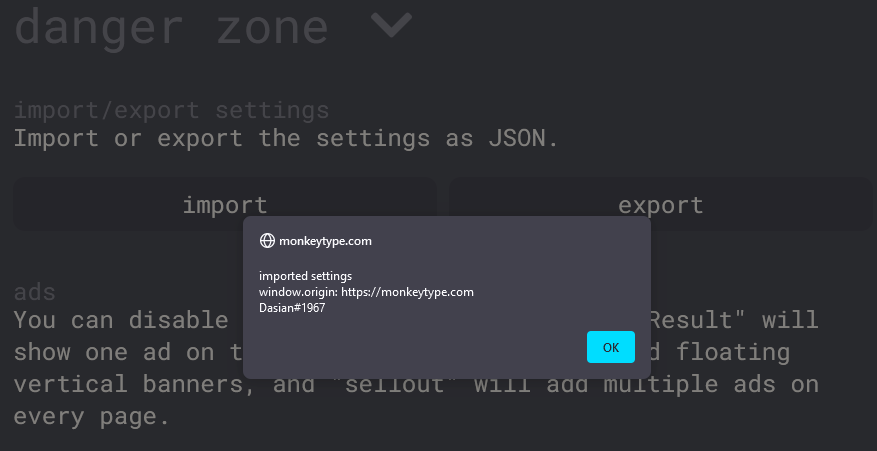 danger zone
import/export settings
Import or export the settings as JSON.
import export
monkeytype.com
imported settings
window.origin: https://monkeytype.com
Dasian#1967
OK
ads
You can disable Result" will
show one ad on floating
vertical banners, and "sellout" will add multiple ads on
every page.